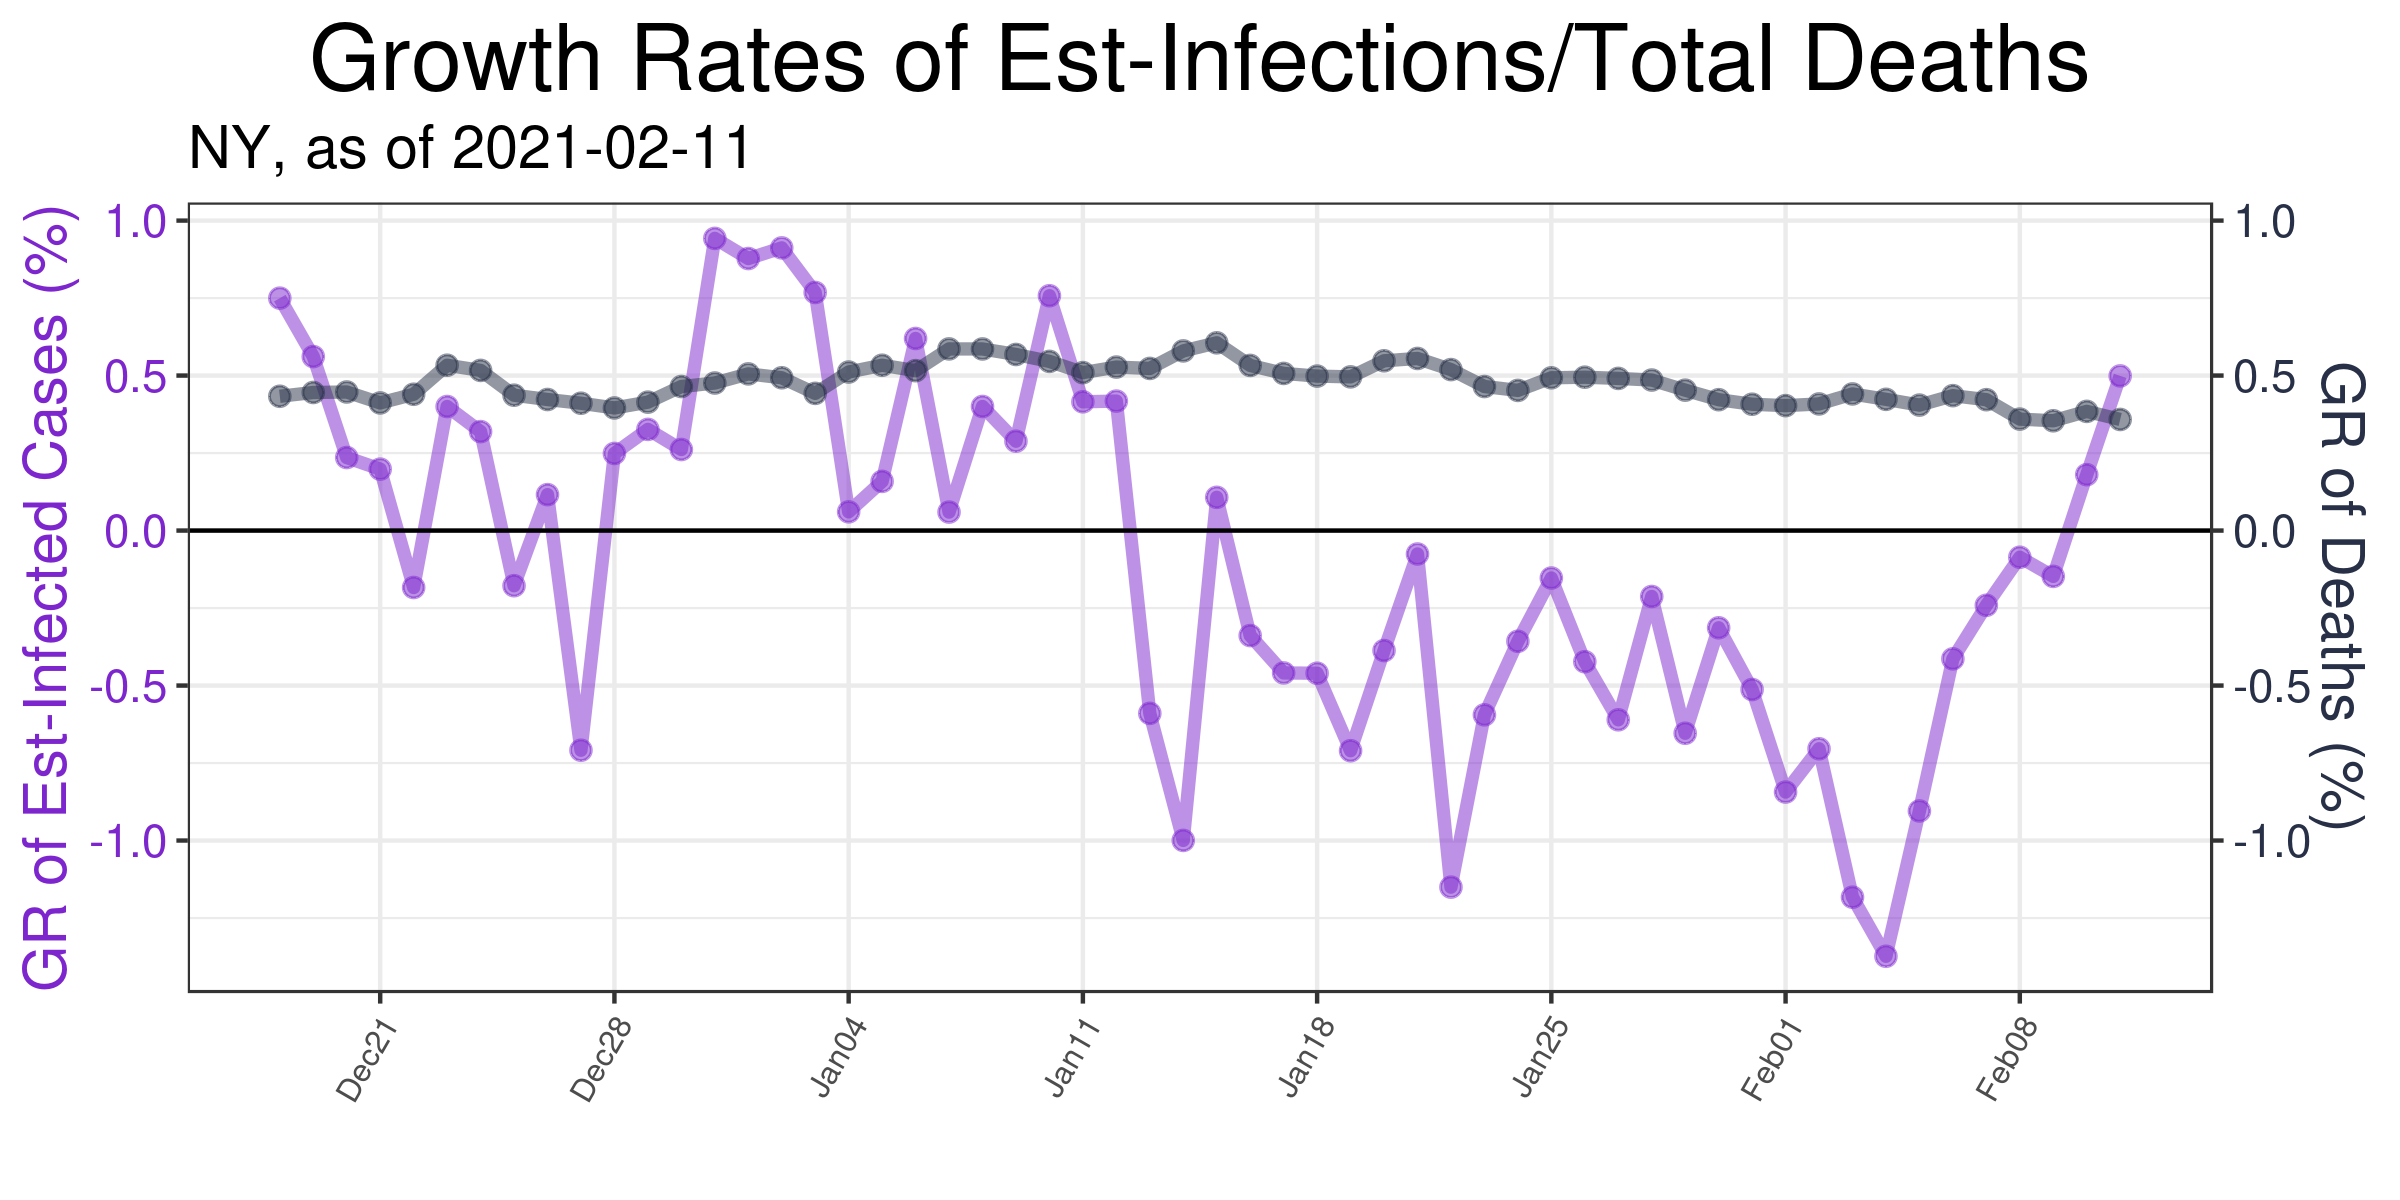 Growth Rates of Est-Infections/Total Deaths
NY, as of 2021-02-11
GR of Est-Infected Cases (%)
1.0
0.5
0.0
-0.5
-1.0
1.0
0.5
0.0
-0.5
-1.0
GR of Deaths (%)
Dec21
Dec28
Jan04
Jan11
Jan18
Jan25
Feb01
Feb08